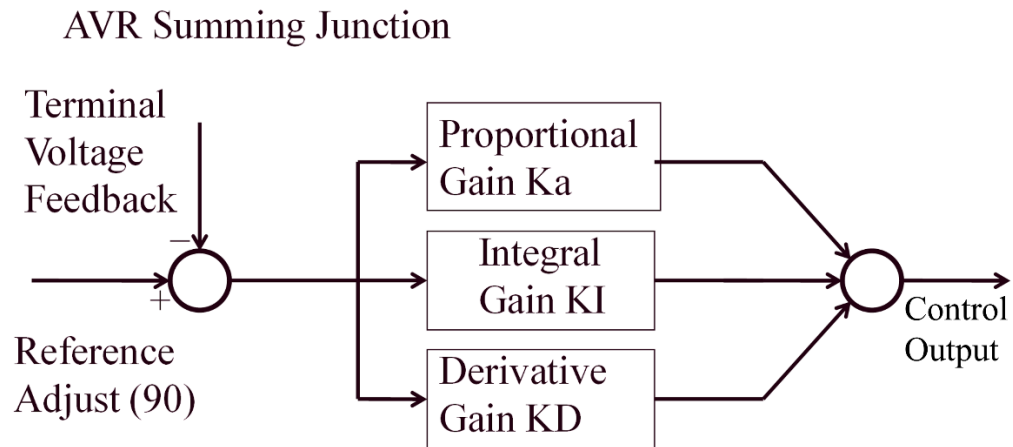 AVR Summing Junction
Terminal
Voltage
Feedback
−
+
Reference
Adjust (90)
Proportional
Gain Ka
Integral
Gain KI
Derivative
Gain KD
Control
Output